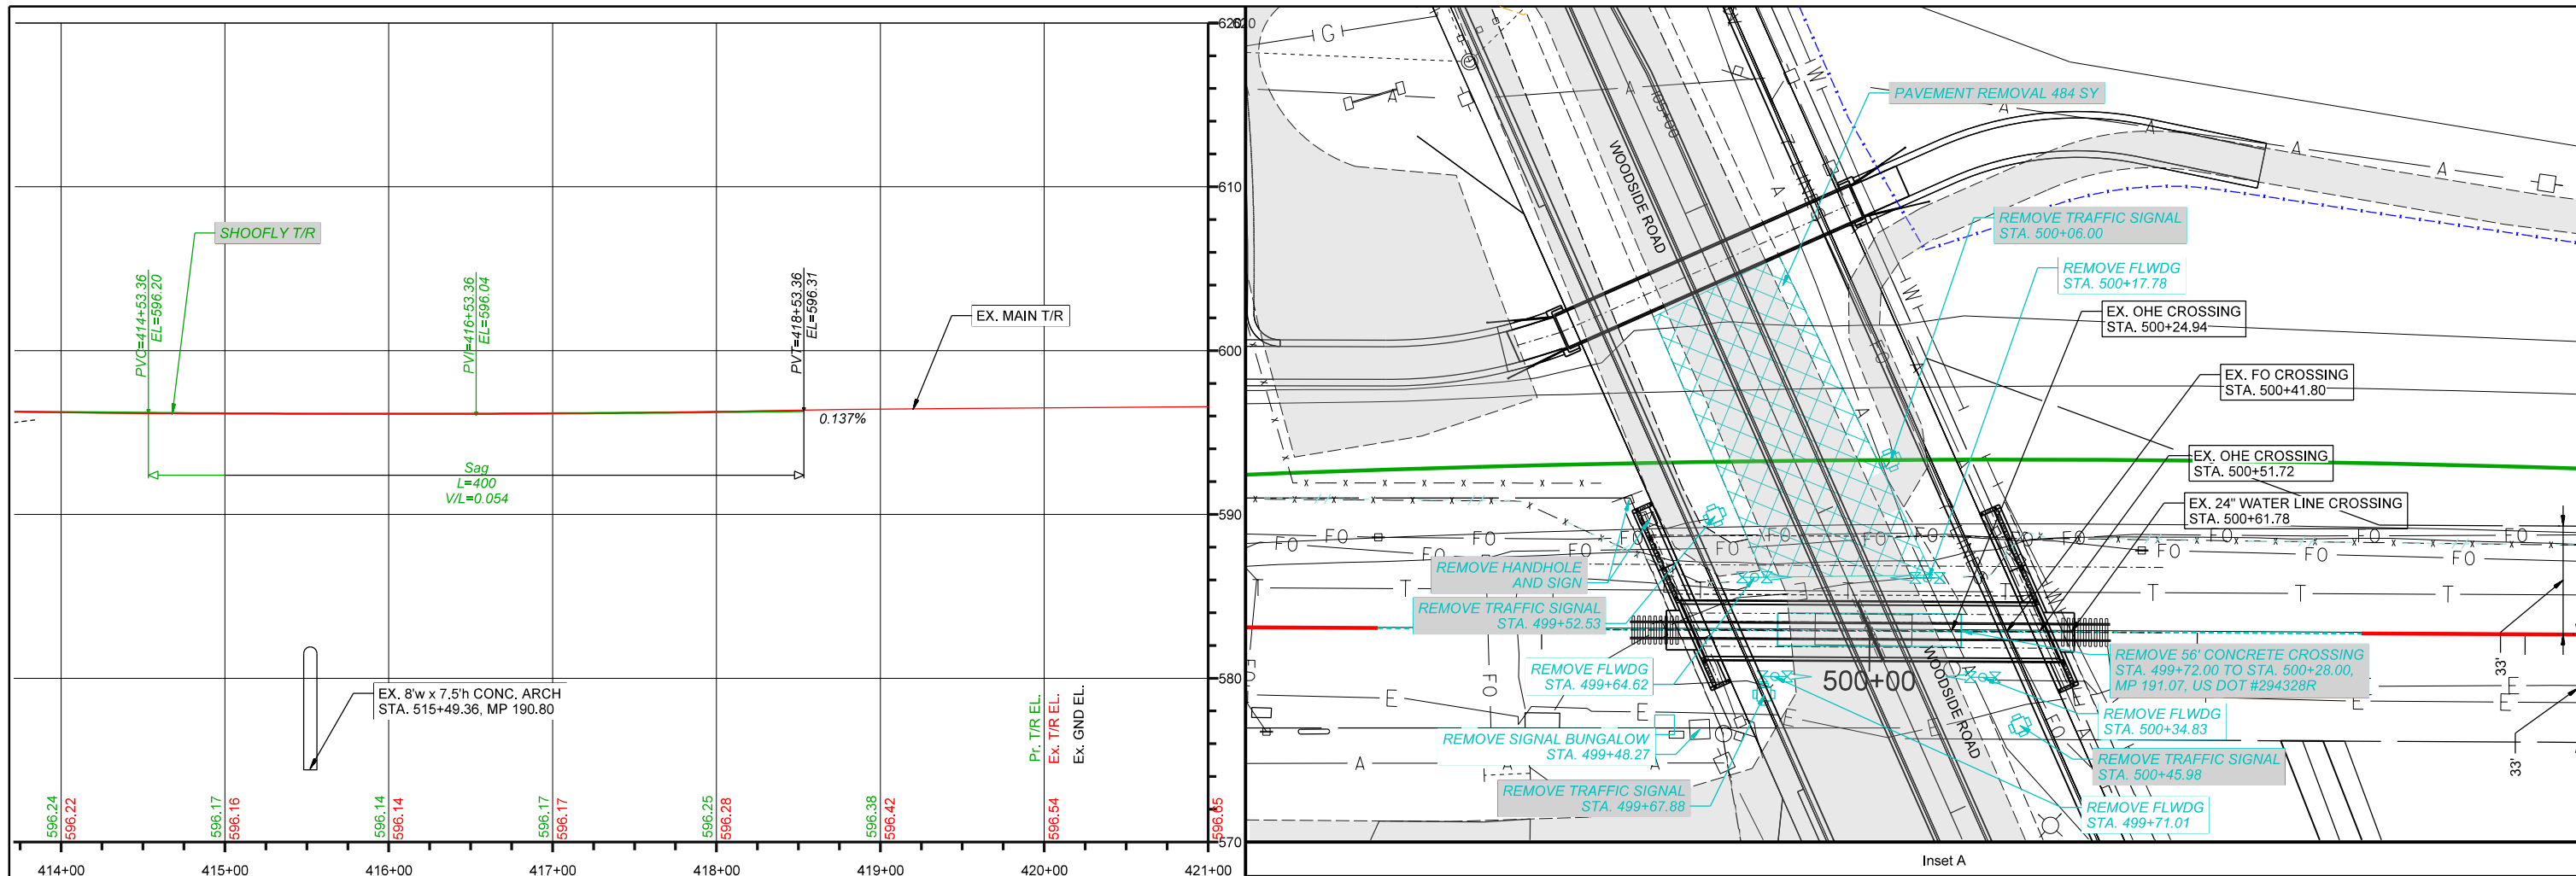 620
610
600
590
580
570
SHOOFLY T/R
PVC=414+53.36
EL=596.20
PVI=416+53.36
EL=596.04
PVT=418+53.36
EL=596.31
EX. MAIN T/R
0.137%
Sag
L=400
V/L=0.054
EX. 8'w x 7.5'h CONC. ARCH
STA. 515+49.36, MP 190.80
Pr. T/R EL.
Ex. T/R EL.
Ex. GND EL.
596.24
596.22
596.17
596.16
596.14
596.14
596.17
596.17
596.25
596.28
596.38
596.42
596.54
596.65
414+00
415+00
416+00
417+00
418+00
419+00
420+00
421+00
G
105+00
WOODSIDE ROAD
PAVEMENT REMOVAL 484 SY
REMOVE TRAFFIC SIGNAL
STA. 500+06.00
REMOVE FLWDG
STA. 500+17.78
EX. OHE CROSSING
STA. 500+24.94
EX. FO CROSSING
STA. 500+41.80
EX. OHE CROSSING
STA. 500+51.72
EX. 24" WATER LINE CROSSING
STA. 500+61.78
REMOVE HANDHOLE
AND SIGN
REMOVE TRAFFIC SIGNAL
STA. 499+52.53
REMOVE FLWDG
STA. 499+64.62
REMOVE SIGNAL BUNGALOW
STA. 499+48.27
REMOVE TRAFFIC SIGNAL
STA. 499+67.88
500+00
WOODSIDE ROAD
REMOVE 56' CONCRETE CROSSING
STA. 499+72.00 TO STA. 500+28.00,
MP 191.07, US DOT #294328R
REMOVE FLWDG
STA. 500+34.83
REMOVE TRAFFIC SIGNAL
STA. 500+45.98
REMOVE FLWDG
STA. 499+71.01
33'
33'
FO FO FO FO FO FO FO FO FO
T T T T T T T
E E E E E
A A A A A
W W W
Inset A